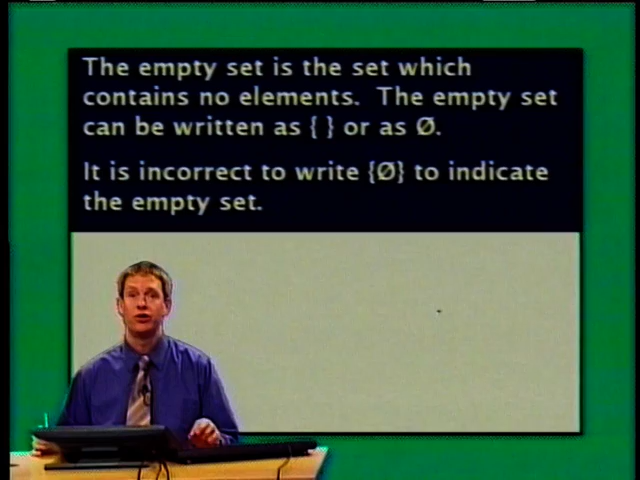 The empty set is the set which
contains no elements. The empty set
can be written as { } or as Ø.
It is incorrect to write {Ø} to indicate
the empty set.